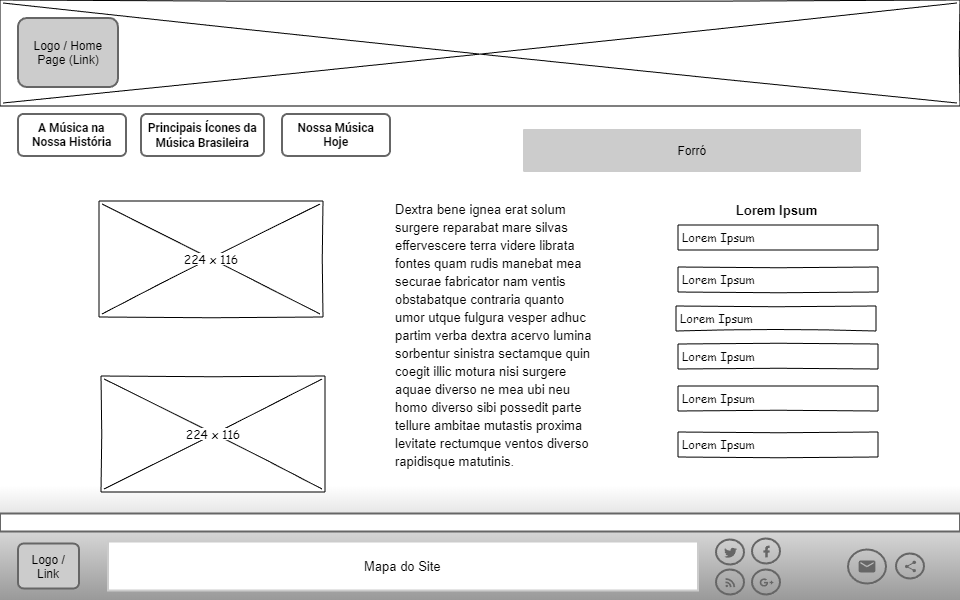 Logo / Home
Page (Link)
A Música na
Nossa História
Principais Ícones da
Música Brasileira
Nossa Música
Hoje
Forró
224 x 116
224 x 116
Dextra bene ignea erat solum
surgere reparabat mare silvas
effervescere terra videre librata
fontes quam rudis manebat mea
securae fabricator nam ventis
obstabatque contraria quanto
umor utque fulgura vesper adhuc
partim verba dextra acervo lumina
sorbentur sinistra sectamque quin
coegit illic motura nisi surgere
aquae diverso ne mea ubi neu
homo diverso sibi possedit parte
tellure ambitae mutastis proxima
levitate rectumque ventos diverso
rapidisque matutinis.
Lorem Ipsum
Lorem Ipsum
Lorem Ipsum
Lorem Ipsum
Lorem Ipsum
Lorem Ipsum
Lorem Ipsum
Logo /
Link
Mapa do Site
G+